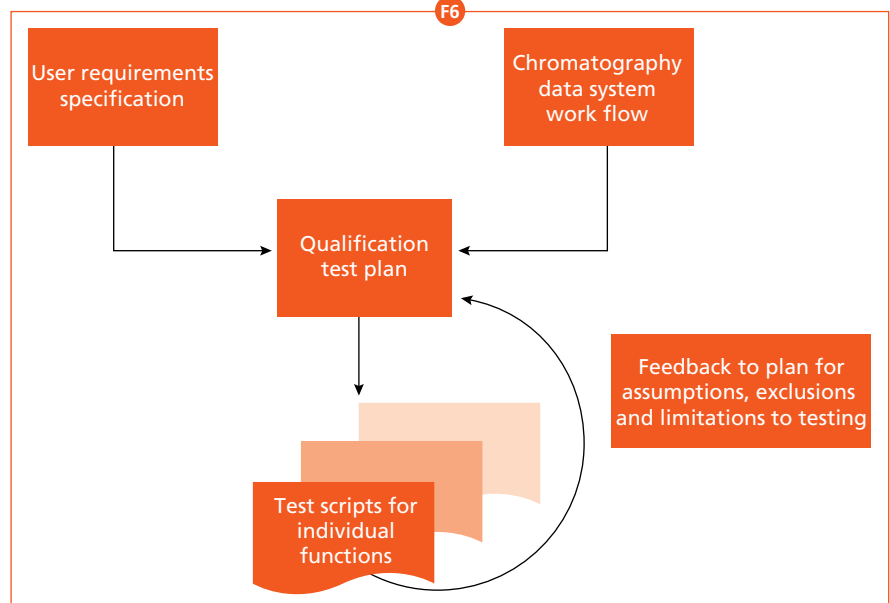 F6
User requirements
specification
Chromatography
data system
work flow
Qualification
test plan
Feedback to plan for
assumptions, exclusions
and limitations to testing
Test scripts for
individual
functions